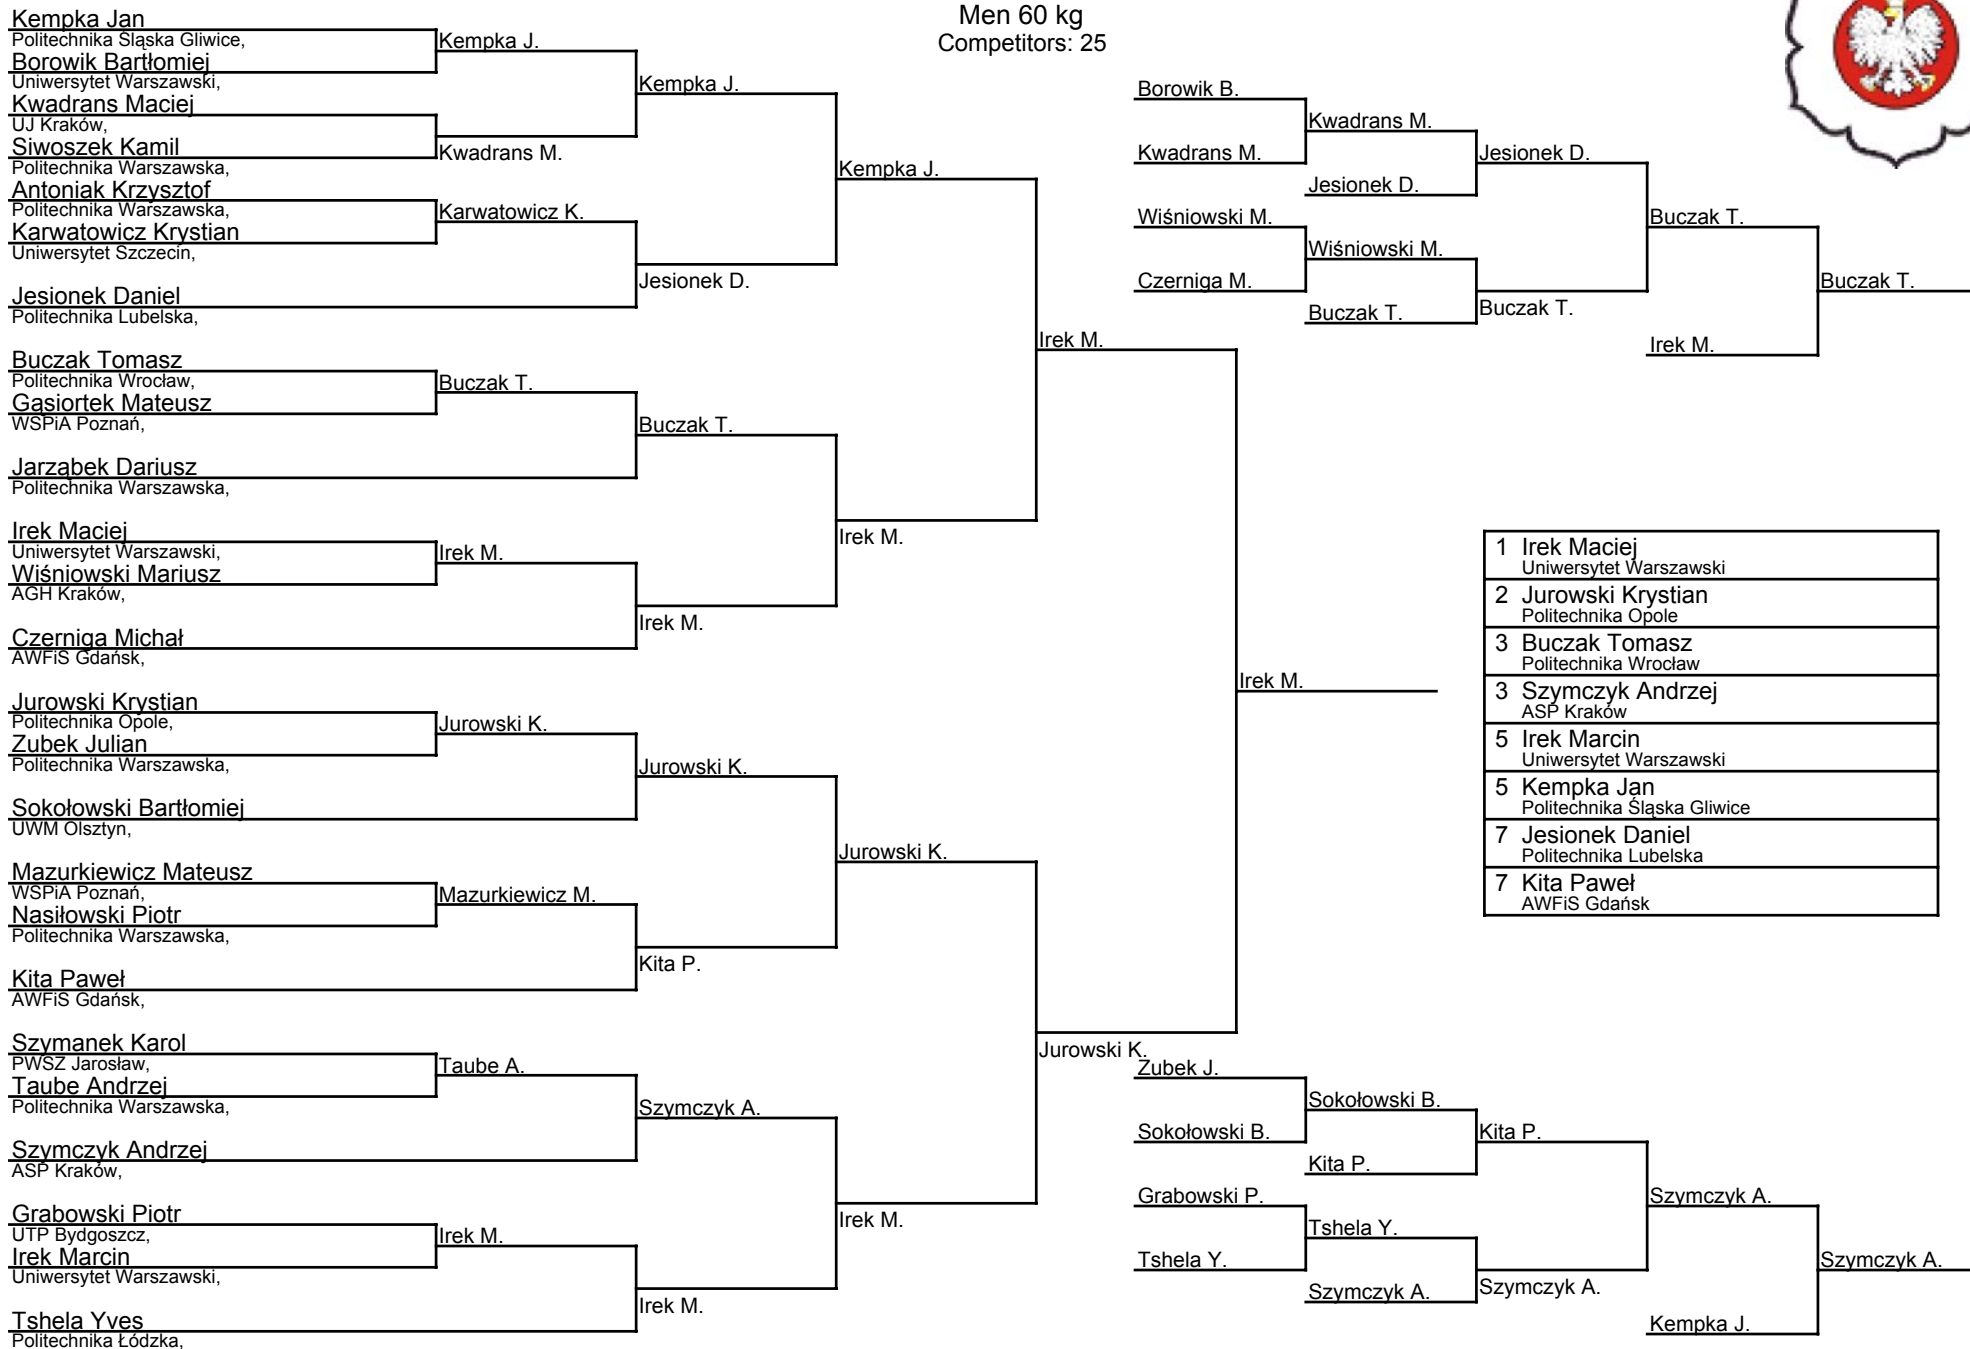 Men 60 kg
Competitors: 25
Kempka Jan
Politechnika Śląska Gliwice,
Borowik Bartłomiej
Uniwersytet Warszawski,
Kwadrans Maciej
UJ Kraków,
Siwoszek Kamil
Politechnika Warszawska,
Antoniak Krzysztof
Politechnika Warszawska,
Karwatowicz Krystian
Uniwersytet Szczecin,
Jesionek Daniel
Politechnika Lubelska,
Buczak Tomasz
Politechnika Wrocław,
Gąsiortek Mateusz
WSPiA Poznań,
Jarząbek Dariusz
Politechnika Warszawska,
Irek Maciej
Uniwersytet Warszawski,
Wiśniowski Mariusz
AGH Kraków,
Czerniga Michał
AWFiS Gdańsk,
Jurowski Krystian
Politechnika Opole,
Zubek Julian
Politechnika Warszawska,
Sokołowski Bartłomiej
UWM Olsztyn,
Mazurkiewicz Mateusz
WSPiA Poznań,
Nasiłowski Piotr
Politechnika Warszawska,
Kita Paweł
AWFiS Gdańsk,
Szymanek Karol
PWSZ Jarosław,
Taube Andrzej
Politechnika Warszawska,
Szymczyk Andrzej
ASP Kraków,
Grabowski Piotr
UTP Bydgoszcz,
Irek Marcin
Uniwersytet Warszawski,
Tshela Yves
Politechnika Łódzka,
Kempka J.
Kwadrans M.
Karwatowicz K.
Buczak T.
Irek M.
Jurowski K.
Mazurkiewicz M.
Taube A.
Irek M.
Kempka J.
Jesionek D.
Buczak T.
Irek M.
Jurowski K.
Kita P.
Szymczyk A.
Irek M.
Kempka J.
Irek M.
Jurowski K.
Irek M.
Irek M.
Jurowski K.
Irek M.
Borowik B.
Kwadrans M.
Wiśniowski M.
Czerniga M.
Kwadrans M.
Jesionek D.
Wiśniowski M.
Buczak T.
Jesionek D.
Buczak T.
Buczak T.
Irek M.
Buczak T.
1 Irek Maciej
Uniwersytet Warszawski
2 Jurowski Krystian
Politechnika Opole
3 Buczak Tomasz
Politechnika Wrocław
3 Szymczyk Andrzej
ASP Kraków
5 Irek Marcin
Uniwersytet Warszawski
5 Kempka Jan
Politechnika Śląska Gliwice
7 Jesionek Daniel
Politechnika Lubelska
7 Kita Paweł
AWFiS Gdańsk
Zubek J.
Sokołowski B.
Grabowski P.
Tshela Y.
Sokołowski B.
Kita P.
Tshela Y.
Szymczyk A.
Kita P.
Szymczyk A.
Szymczyk A.
Kempka J.
Szymczyk A.